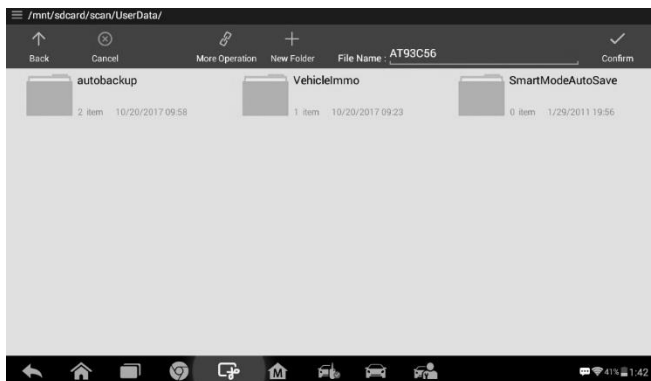 /mnt/sdcard/scan/UserData/
Back Cancel More Operation New Folder File Name : AT93C56 Confirm
autobackup VehicleImmo SmartModeAutoSave
2 item 10/20/2017 09:58 1 item 10/20/2017 09:23 0 item 1/29/2011 19:56
M 41% 1:42